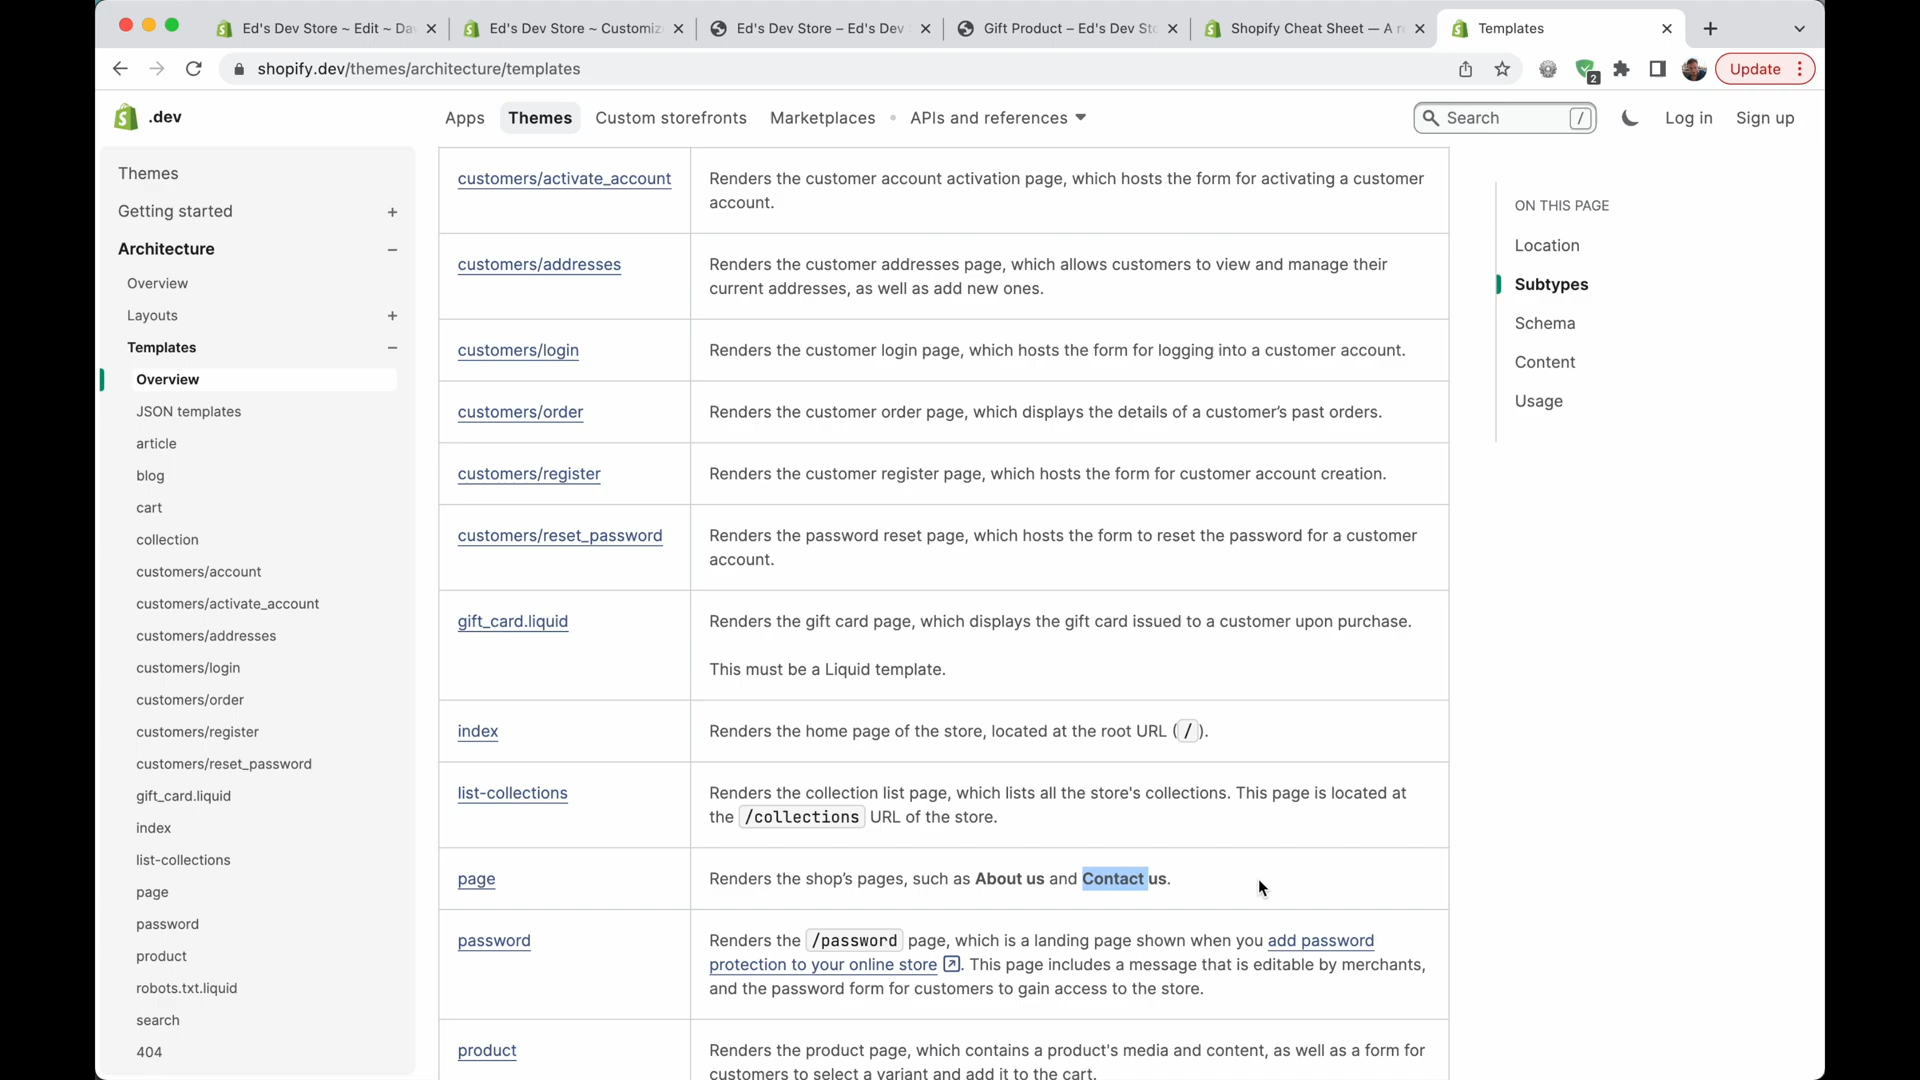 Ed's Dev Store ~ Edit ~ Da
Ed's Dev Store ~ Customiz
Ed's Dev Store – Ed's Dev
Gift Product – Ed's Dev Sto
Shopify Cheat Sheet — A r
Templates
shopify.dev/themes/architecture/templates
2
Update
.dev
Apps
Themes
Custom storefronts
Marketplaces
APIs and references
Search
/
Log in
Sign up
Themes
Getting started
Architecture
Overview
Layouts
Templates
Overview
JSON templates
article
blog
cart
collection
customers/account
customers/activate_account
customers/addresses
customers/login
customers/order
customers/register
customers/reset_password
gift_card.liquid
index
list-collections
page
password
product
robots.txt.liquid
search
404
customers/activate_account
Renders the customer account activation page, which hosts the form for activating a customer
account.
customers/addresses
Renders the customer addresses page, which allows customers to view and manage their
current addresses, as well as add new ones.
customers/login
Renders the customer login page, which hosts the form for logging into a customer account.
customers/order
Renders the customer order page, which displays the details of a customer's past orders.
customers/register
Renders the customer register page, which hosts the form for customer account creation.
customers/reset_password
Renders the password reset page, which hosts the form to reset the password for a customer
account.
gift_card.liquid
Renders the gift card page, which displays the gift card issued to a customer upon purchase.
This must be a Liquid template.
index
Renders the home page of the store, located at the root URL (/).
list-collections
Renders the collection list page, which lists all the store's collections. This page is located at
the /collections URL of the store.
page
Renders the shop's pages, such as About us and Contact us.
password
Renders the /password page, which is a landing page shown when you add password
protection to your online store. This page includes a message that is editable by merchants,
and the password form for customers to gain access to the store.
product
Renders the product page, which contains a product's media and content, as well as a form for
customers to select a variant and add it to the cart.
ON THIS PAGE
Location
Subtypes
Schema
Content
Usage